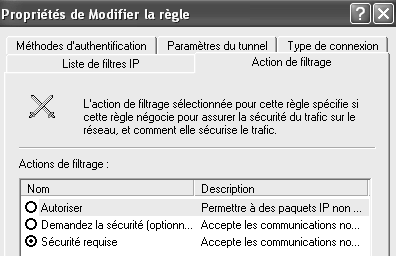 Propriétés de Modifier la règle
Méthodes d'authentification
Paramètres du tunnel
Type de connexion
Liste de filtres IP
Action de filtrage
L'action de filtrage sélectionnée pour cette règle spécifie si
cette règle négocie pour assurer la sécurité du trafic sur le
réseau, et comment elle sécurise le trafic.
Actions de filtrage :
Nom
Description
Autoriser
Permettre à des paquets IP non ...
Demandez la sécurité (optionn...
Accepte les communications no...
Sécurité requise
Accepte les communications no...